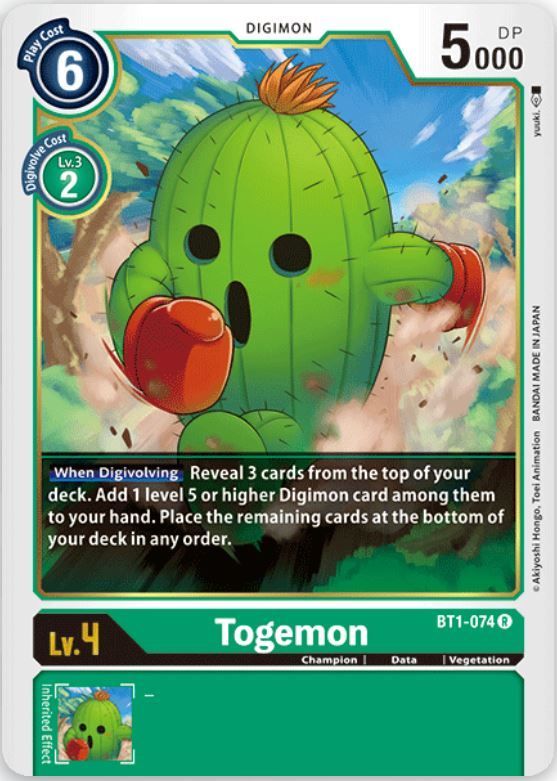 DIGIMON
Play Cost
6
DP
5000
Digivolve Cost
Lv.3
2
yuuki.
When Digivolving Reveal 3 cards from the top of your
deck. Add 1 level 5 or higher Digimon card among them
to your hand. Place the remaining cards at the bottom of
your deck in any order.
© Akiyoshi Hongo, Toei Animation BANDAI MADE IN JAPAN
Lv.4
Togemon
BT1-074 R
Champion | Data | Vegetation
Inherited Effect
–